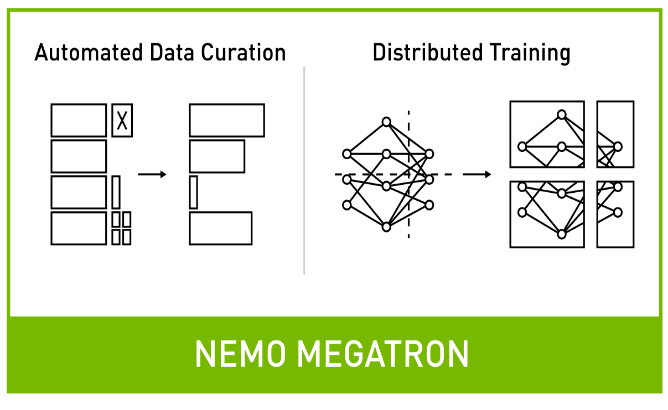 Automated Data Curation
Distributed Training
X
NEMO MEGATRON